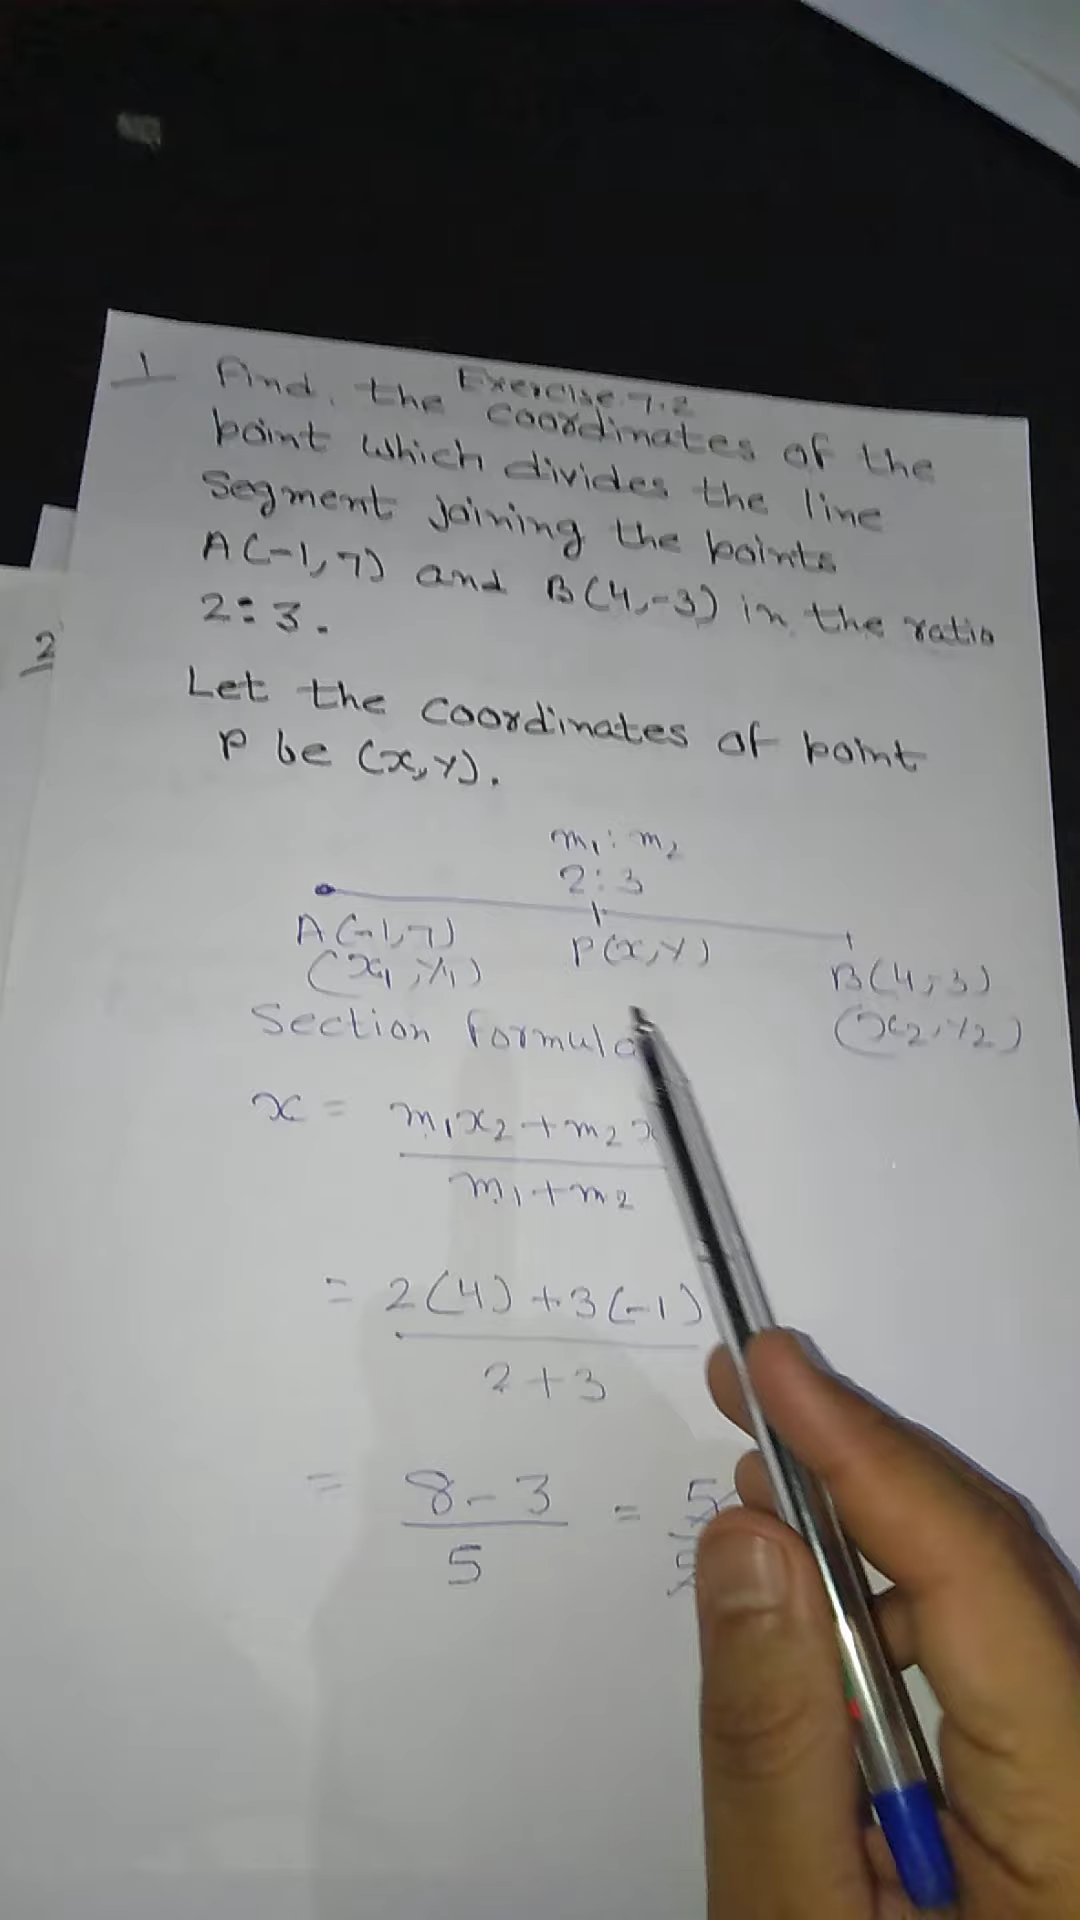 Exercise 7.2
1 Find the coordinates of the
point which divides the line
segment joining the points
A(-1,7) and B(4,-3) in the ratio
2:3.
2
Let the coordinates of point
P be (x,y).
m1 : m2
2 : 3
A(-1,7) P(x,y) B(4,-3)
(x1,y1) (x2,y2)
Section formula
x = m1x2 + m2x
m1 + m2
= 2(4) + 3(-1)
2+3
= 8-3 = 5
5